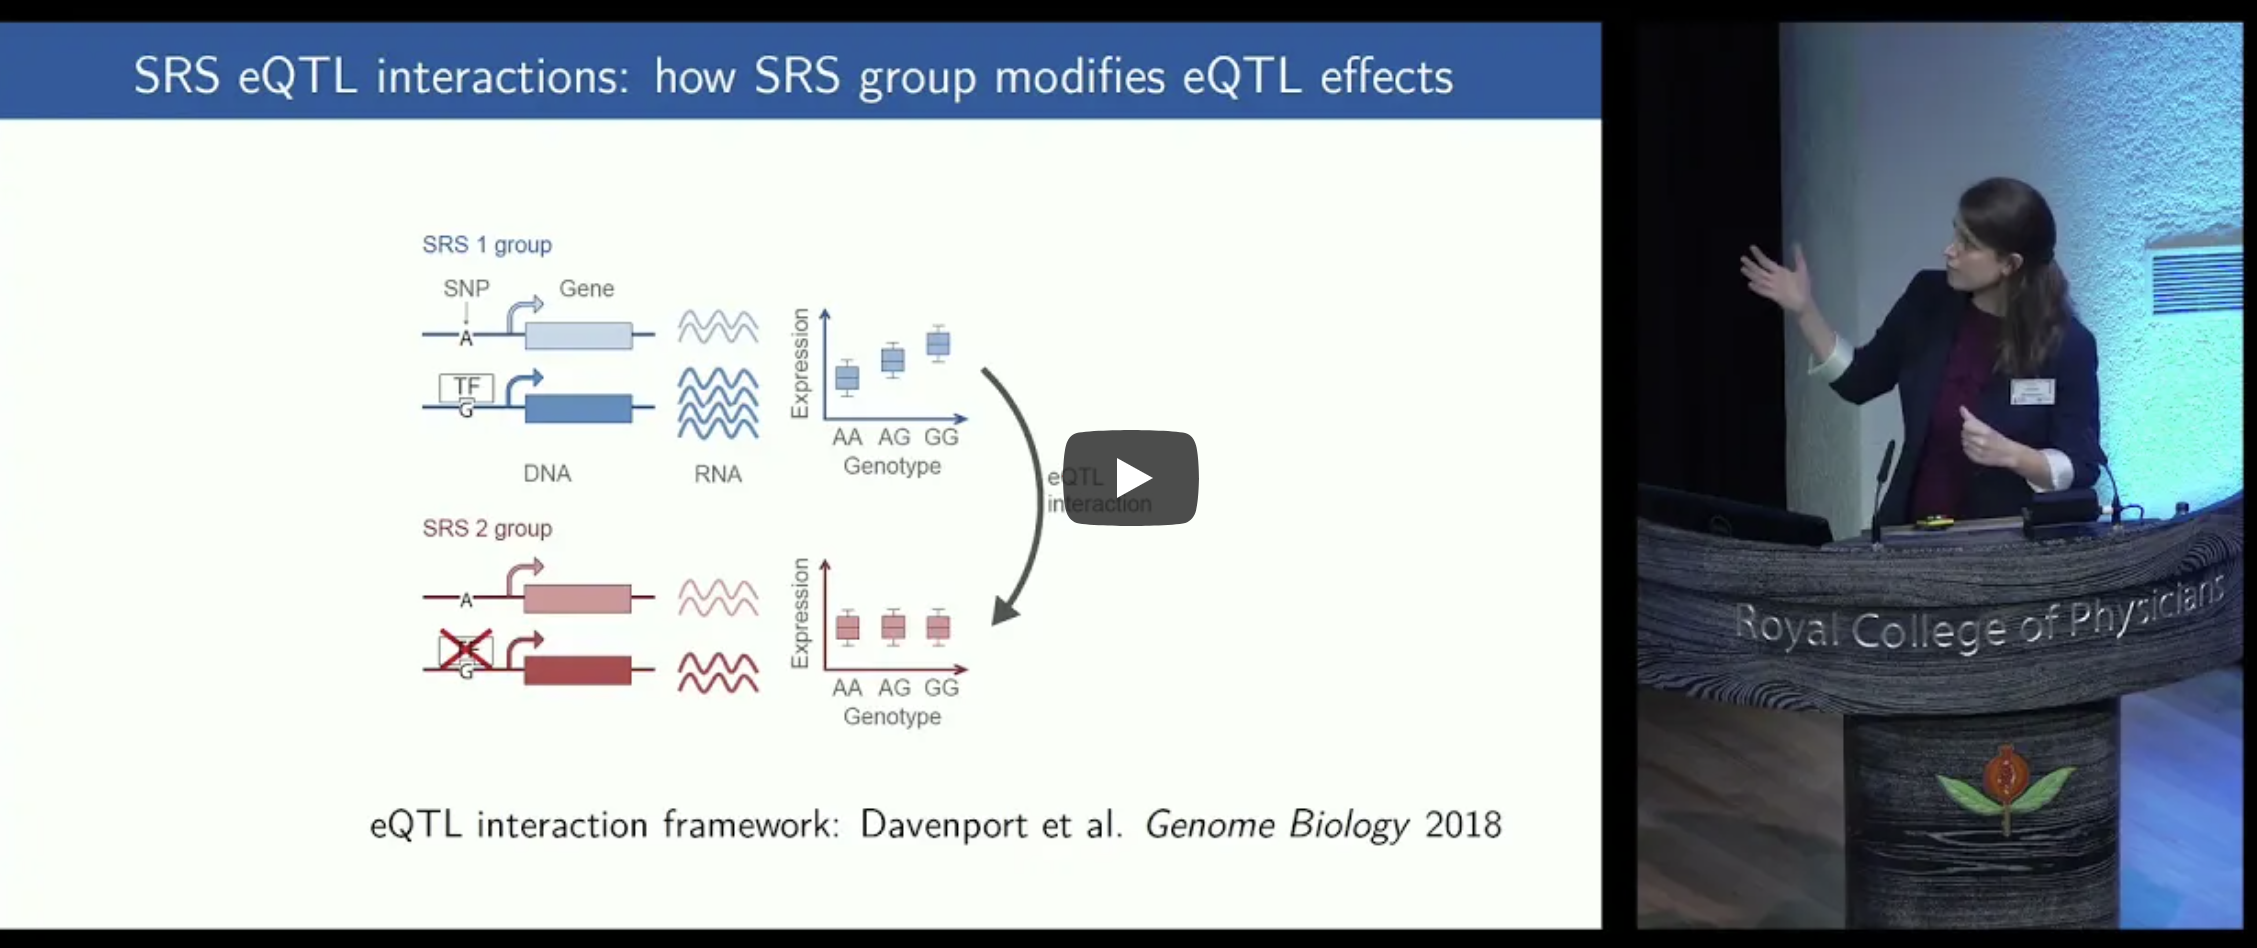 SRS eQTL interactions: how SRS group modifies eQTL effects
SRS 1 group
SNP
Gene
A
TF
G
DNA
RNA
Expression
AA AG GG
Genotype
eQTL
interaction
SRS 2 group
A
G
Expression
AA AG GG
Genotype
eQTL interaction framework: Davenport et al. Genome Biology 2018
Royal College of Physicians